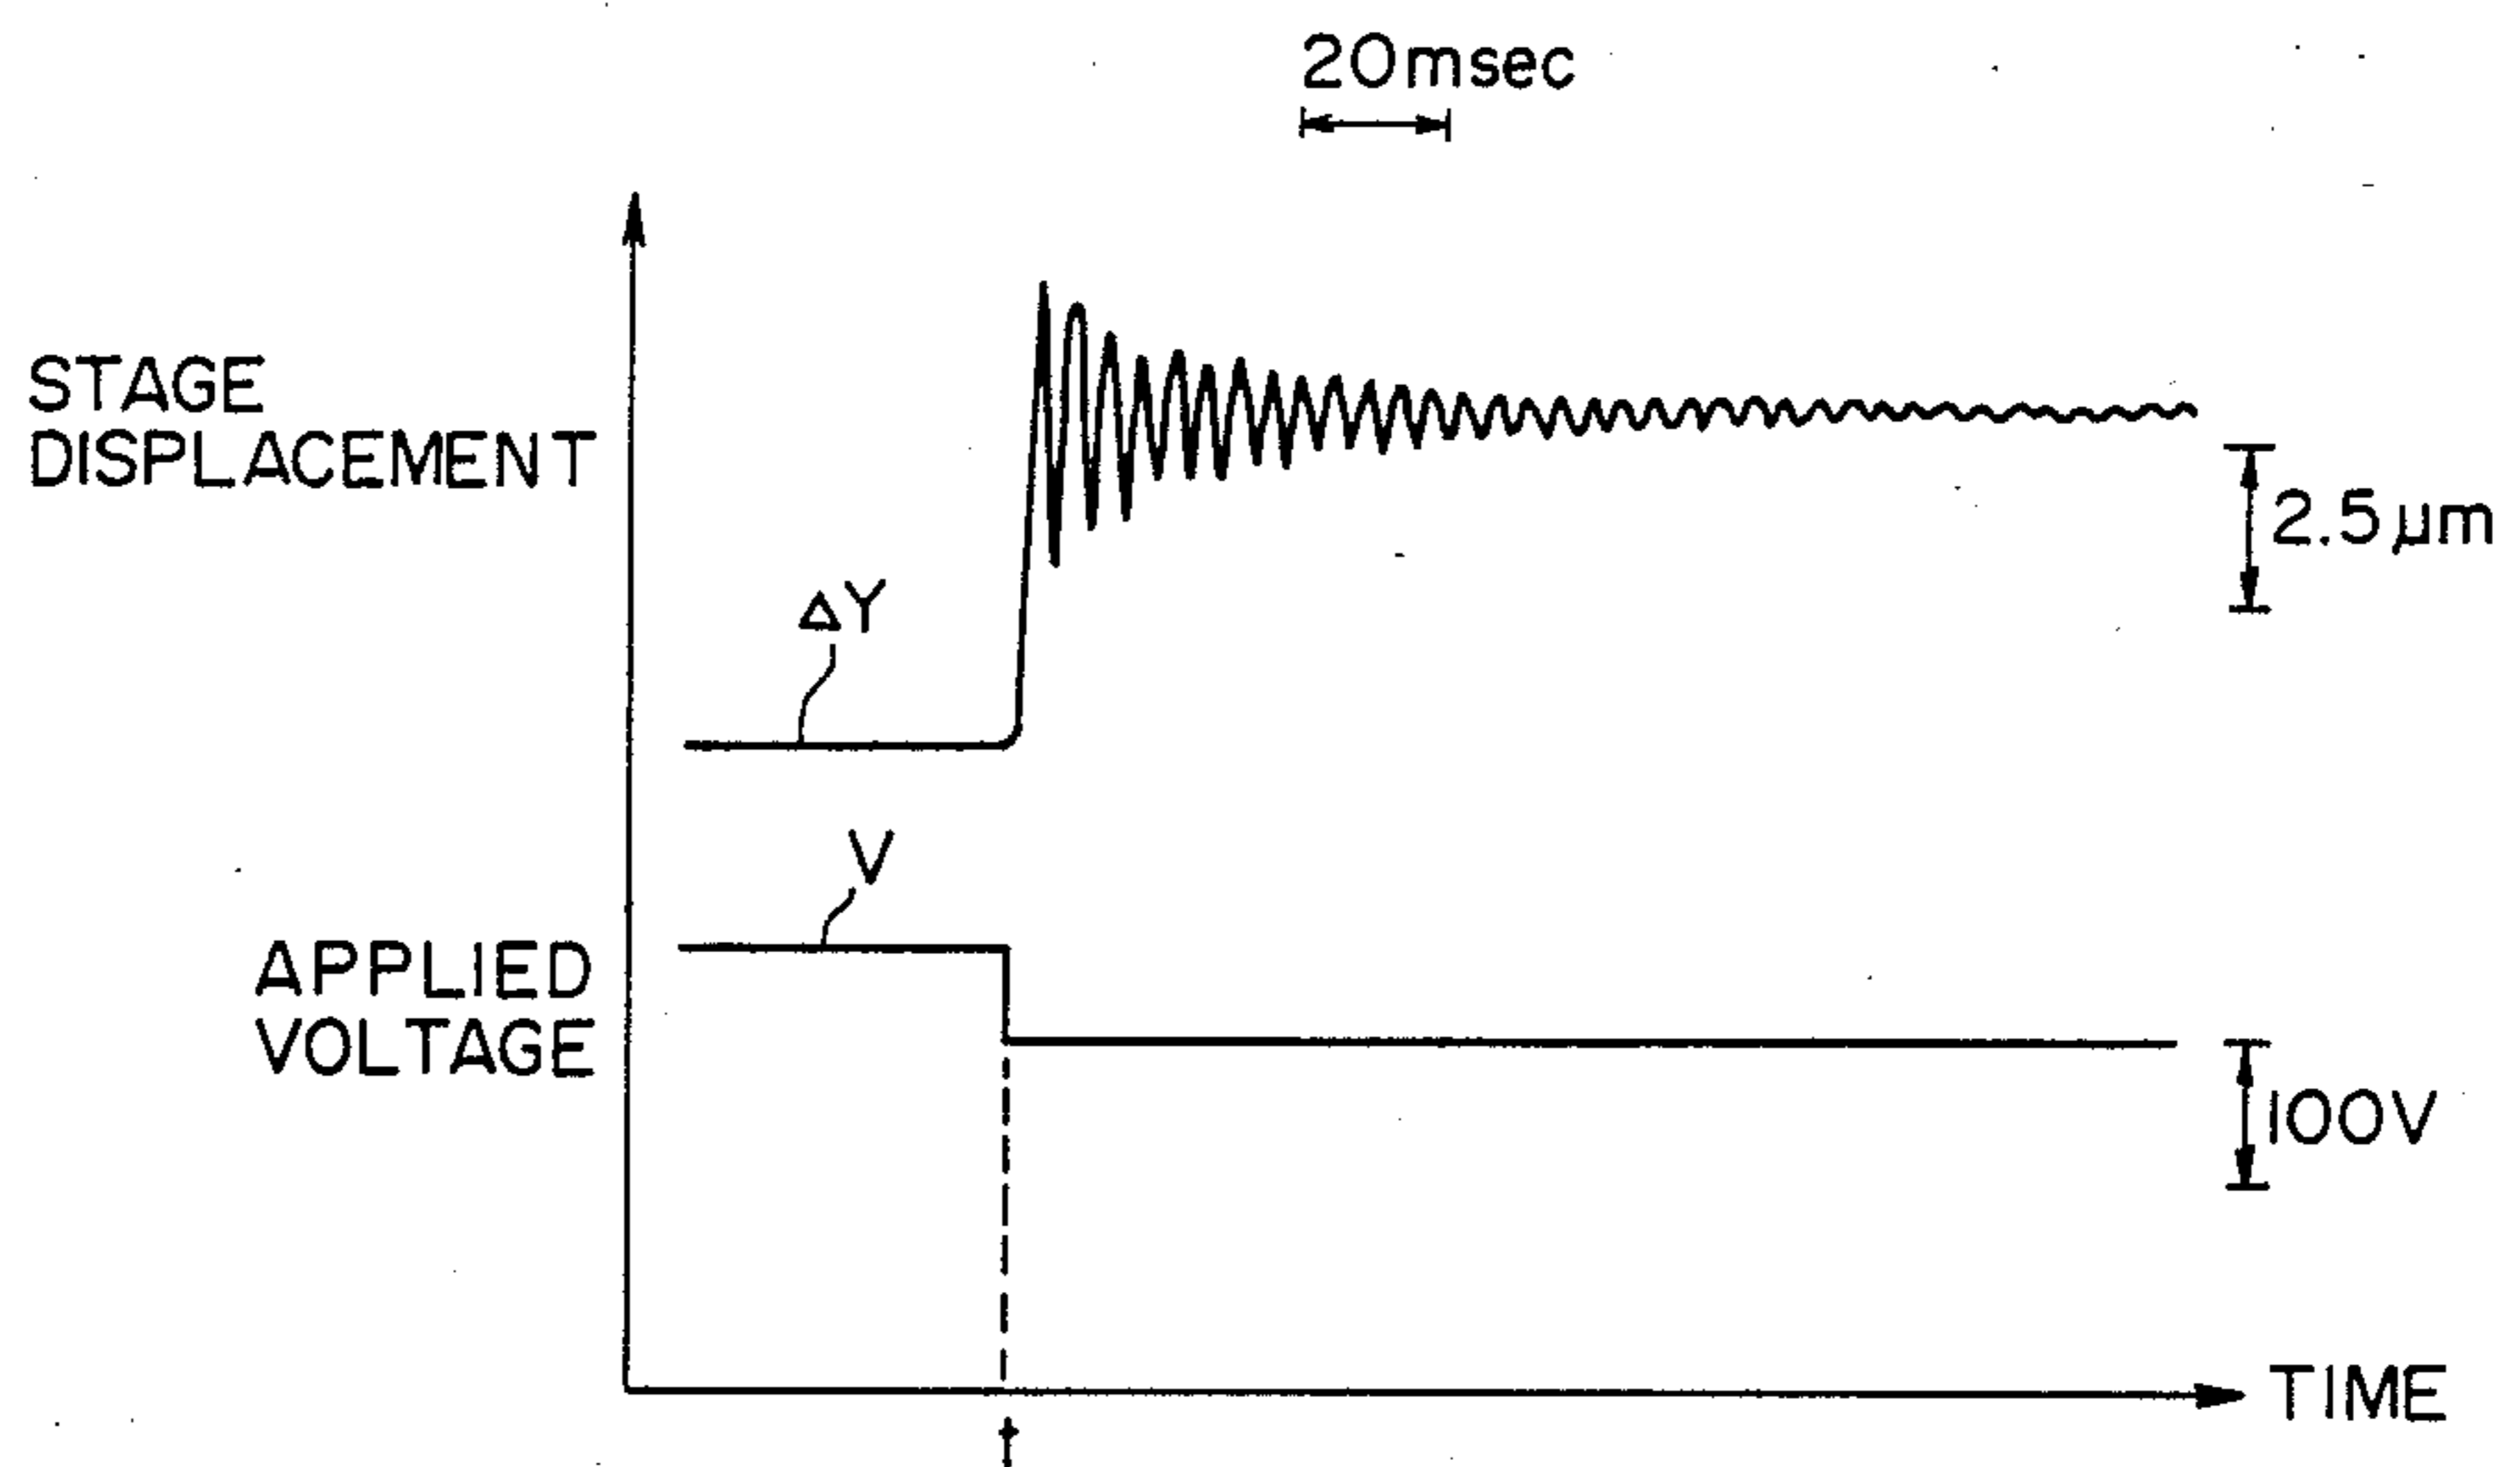 20msec
STAGE
DISPLACEMENT
2.5μm
ΔY
V
APPLIED
VOLTAGE
100V
TIME